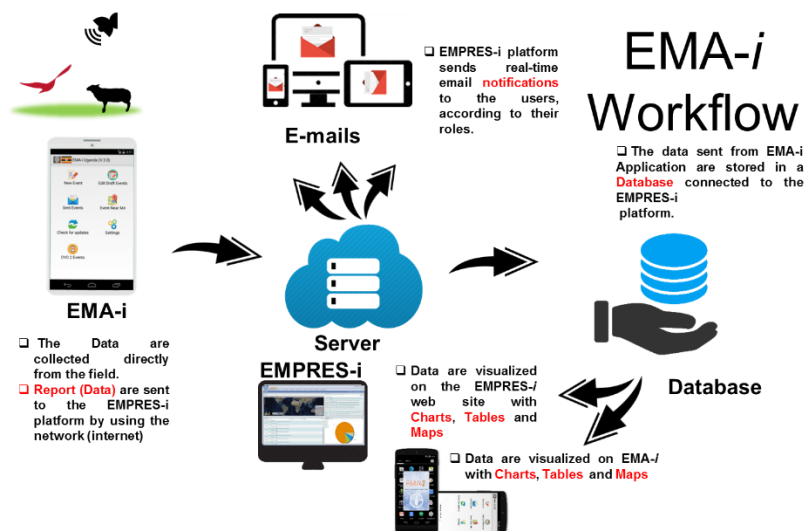 EMA-i
Workflow
❑ EMPRES-i platform
sends real-time
email notifications
to the users,
according to their
roles.
E-mails
❑ The data sent from EMA-i
Application are stored in a
Database connected to the
EMPRES-i
platform.
EMA-i Uganda (V 2.0)
New Event
Edit Draft Events
Sent Events
Event Near Me
Check for updates
Settings
EMA-i
❑ The Data are
collected directly
from the field.
❑ Report (Data) are sent
to the EMPRES-i
platform by using the
network (internet)
Server
EMPRES-i
❑ Data are visualized
on the EMPRES-i
web site with
Charts, Tables and
Maps
Database
❑ Data are visualized on EMA-i
with Charts, Tables and Maps